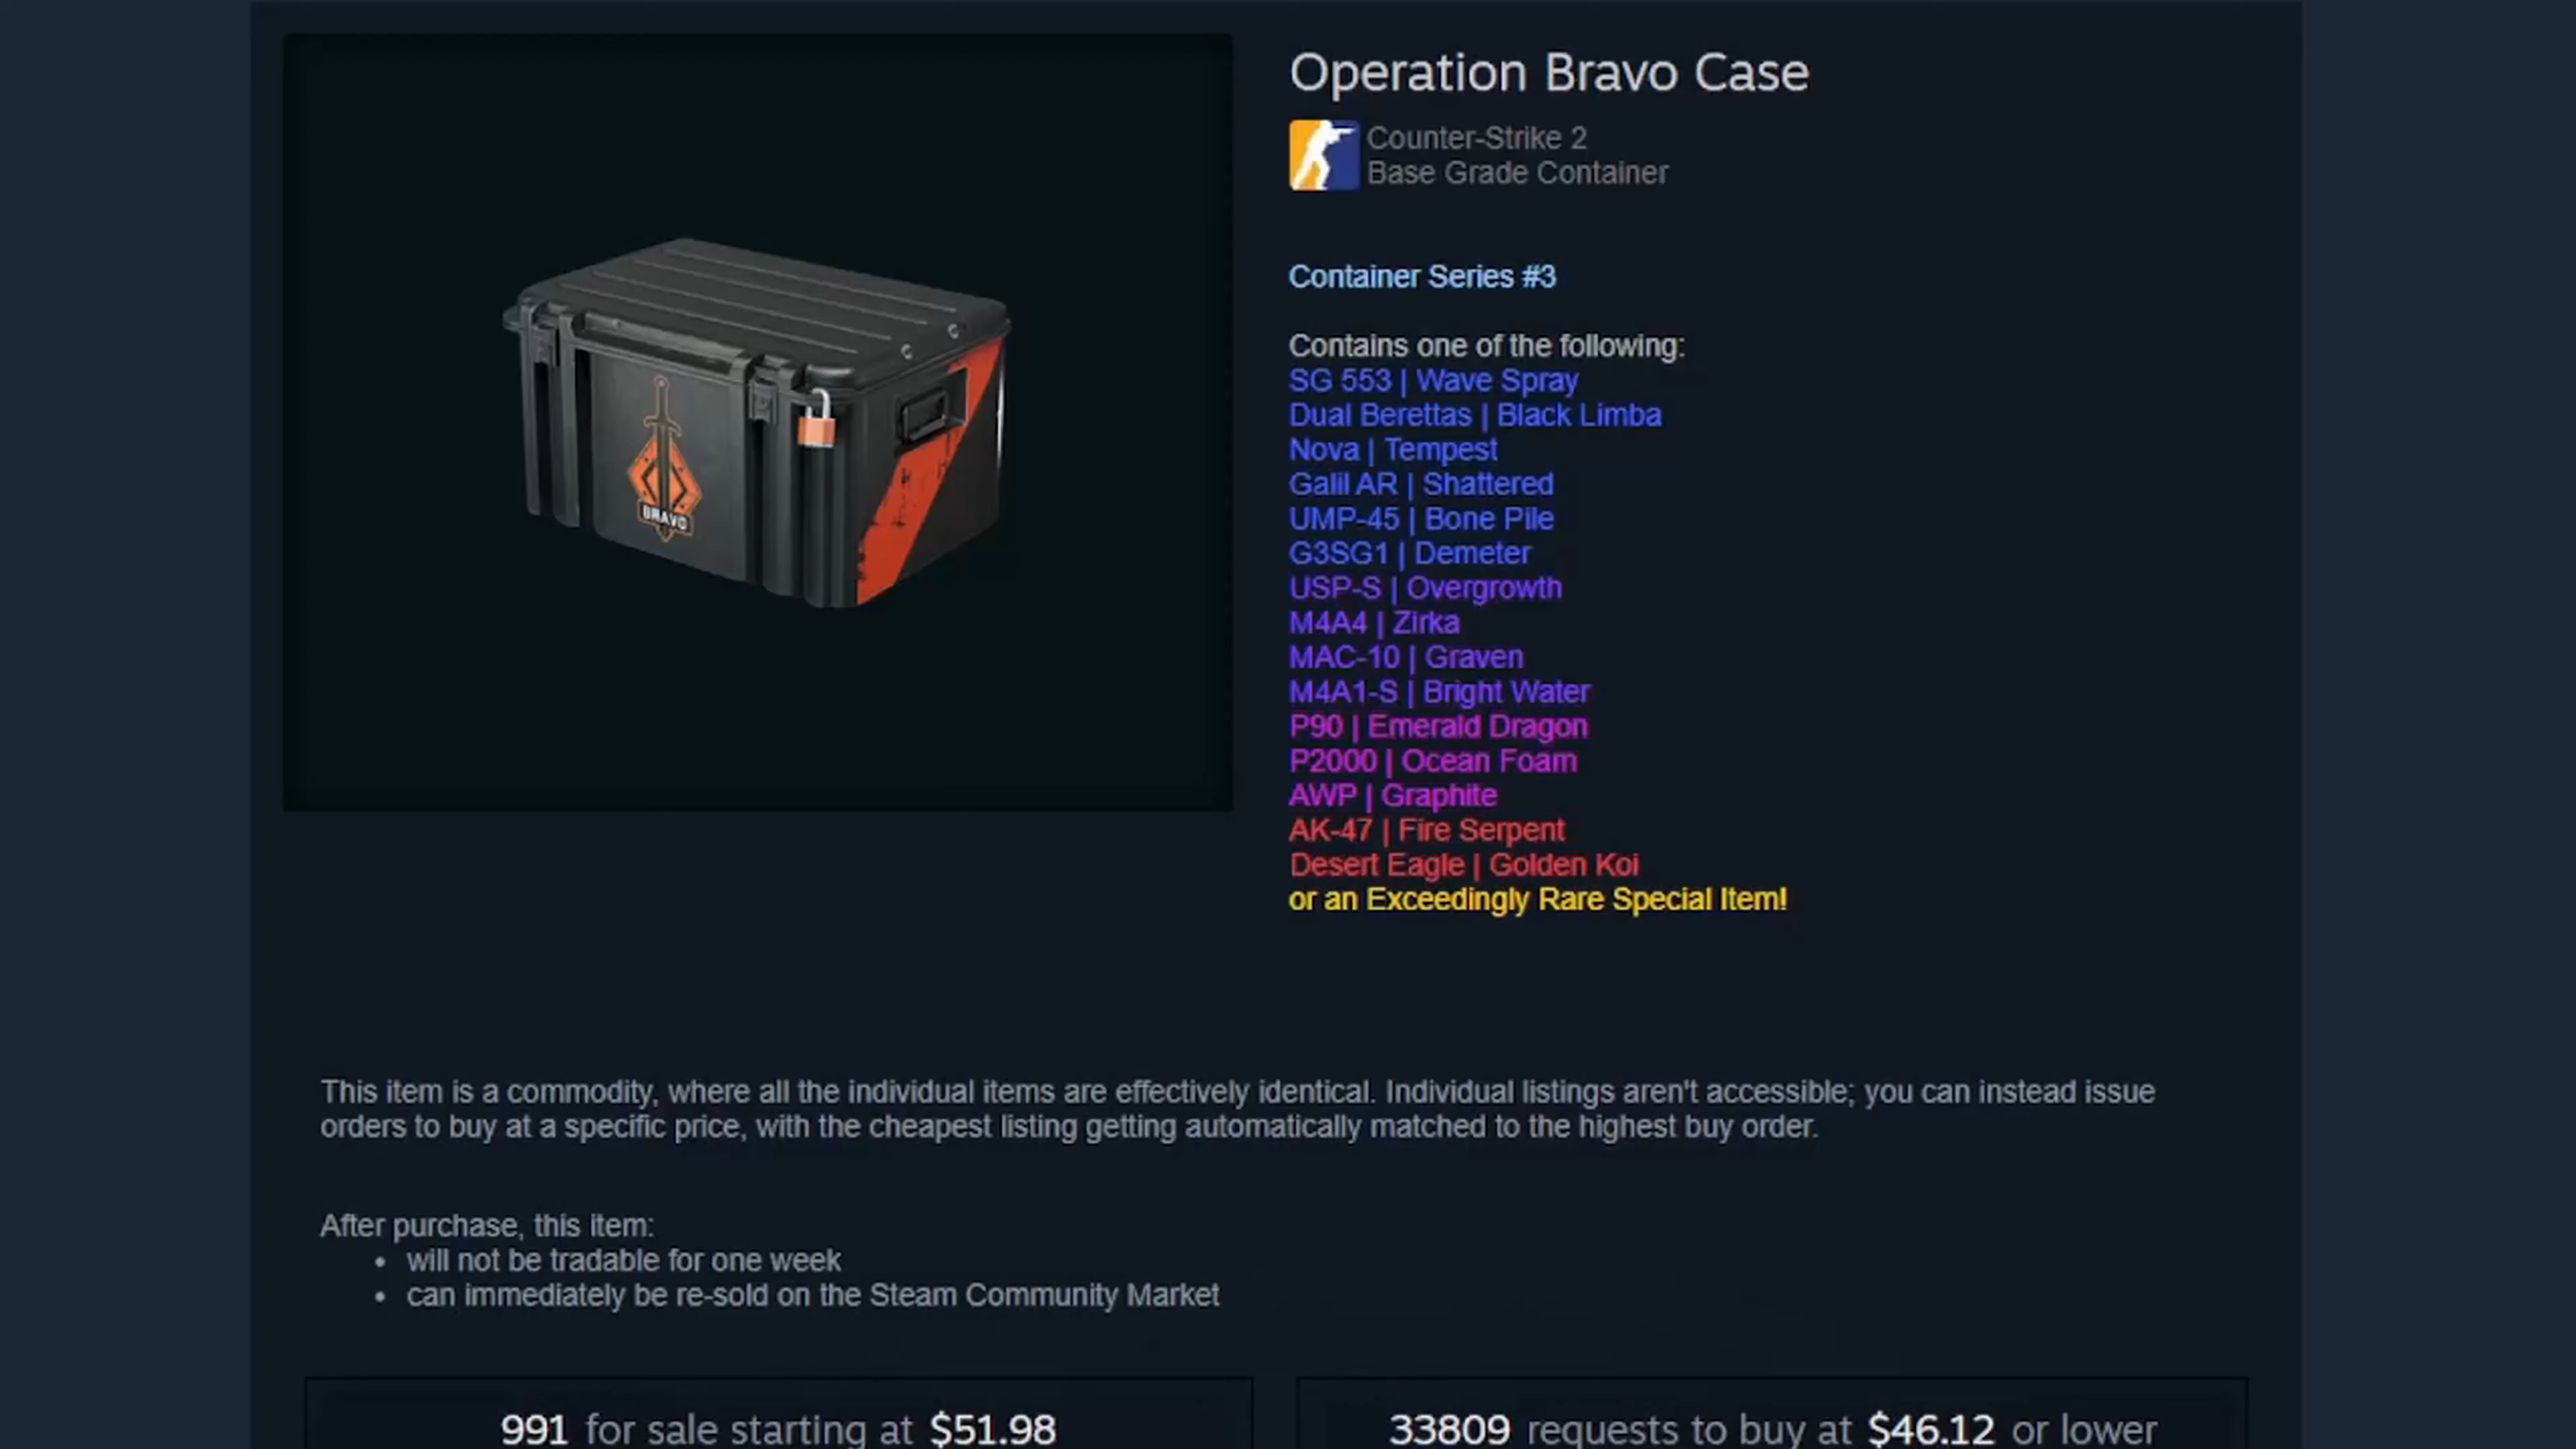 Operation Bravo Case
Counter-Strike 2
Base Grade Container
Container Series #3
Contains one of the following:
SG 553 | Wave Spray
Dual Berettas | Black Limba
Nova | Tempest
Galil AR | Shattered
UMP-45 | Bone Pile
G3SG1 | Demeter
USP-S | Overgrowth
M4A4 | Zirka
MAC-10 | Graven
M4A1-S | Bright Water
P90 | Emerald Dragon
P2000 | Ocean Foam
AWP | Graphite
AK-47 | Fire Serpent
Desert Eagle | Golden Koi
or an Exceedingly Rare Special Item!
BRAVO
This item is a commodity, where all the individual items are effectively identical. Individual listings aren't accessible; you can instead issue
orders to buy at a specific price, with the cheapest listing getting automatically matched to the highest buy order.
After purchase, this item:
• will not be tradable for one week
• can immediately be re-sold on the Steam Community Market
991 for sale starting at $51.98
33809 requests to buy at $46.12 or lower